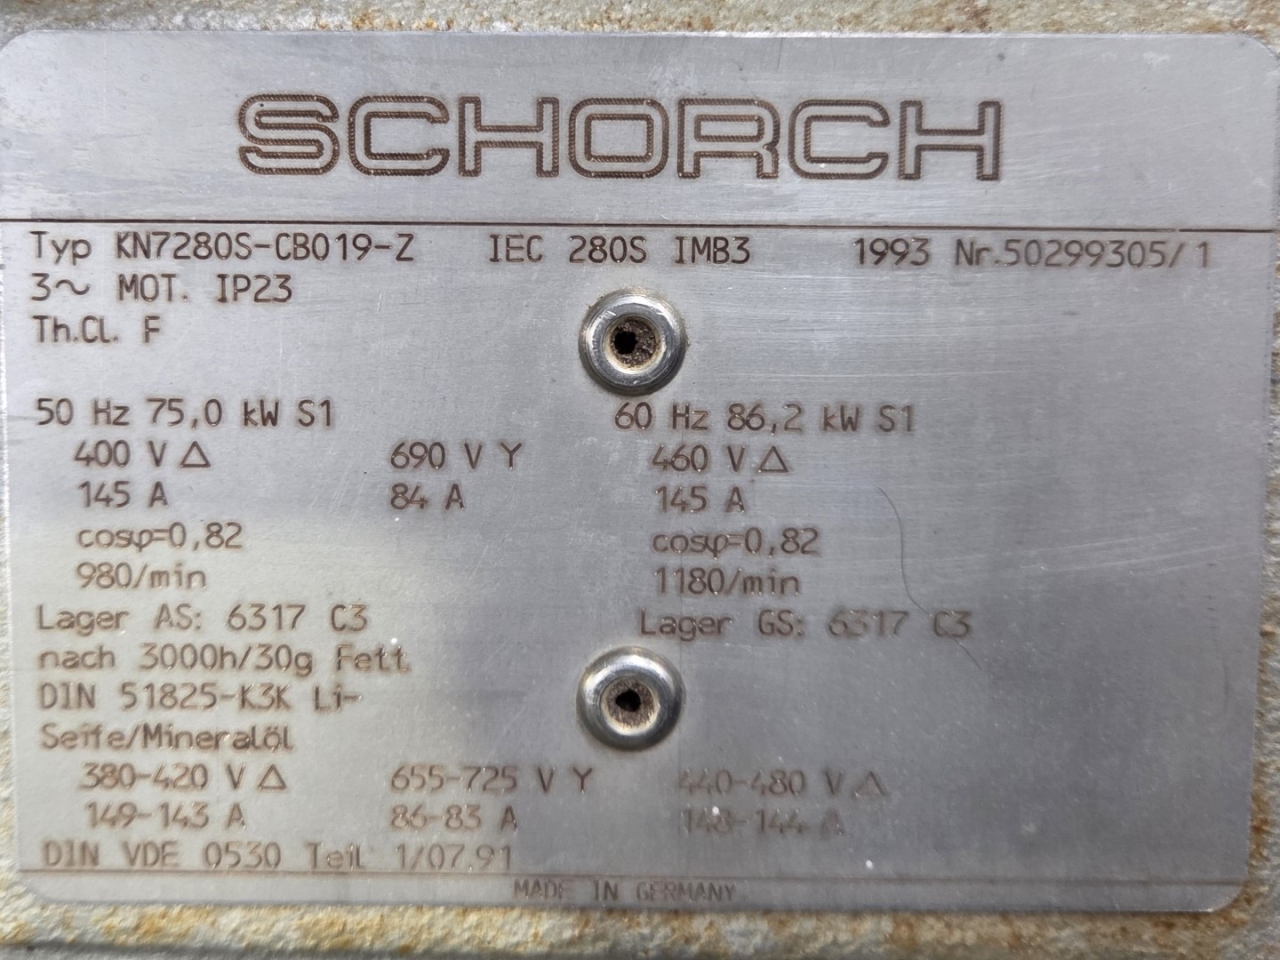 SCHORCH
Typ KN7280S-CB019-Z IEC 280S IMB3 1993 Nr.50299305/1
3~ MOT. IP23
Th.Cl. F
50 Hz 75,0 kW S1 60 Hz 86,2 kW S1
400 V △ 690 V Y 460 V △
145 A 84 A 145 A
cosφ=0,82 cosφ=0,82
980/min 1180/min
Lager AS: 6317 C3 Lager GS: 6317 C3
nach 3000h/30g Fett
DIN 51825-K3K Li-
Seife/Mineralöl
380-420 V △ 655-725 V Y 440-480 V △
149-143 A 86-83 A 148-144 A
DIN VDE 0530 Teil 1/07.91
MADE IN GERMANY